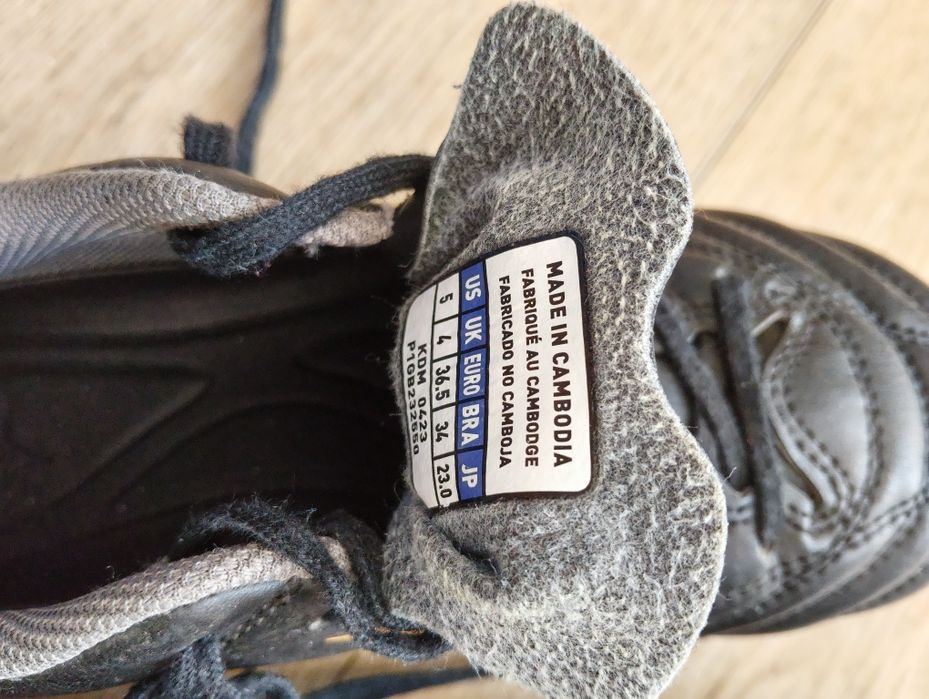 MADE IN CAMBODIA
FABRIQUÉ AU CAMBODGE
FABRICADO NO CAMBOJA
US UK EURO BRA JP
5 4 36.5 34 23.0
KDM 0423
P1GB232650